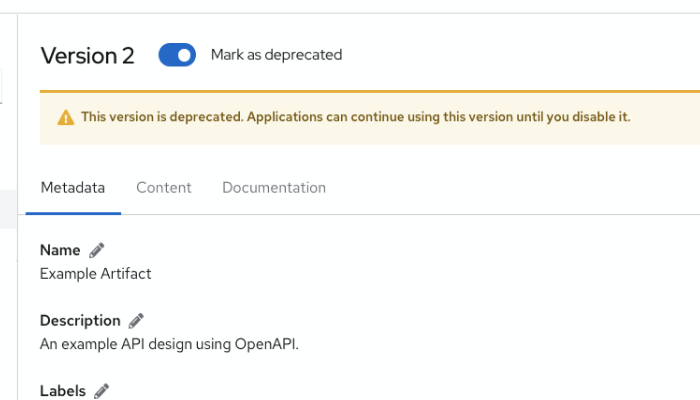 Version 2 Mark as deprecated
This version is deprecated. Applications can continue using this version until you disable it.
Metadata Content Documentation
Name
Example Artifact
Description
An example API design using OpenAPI.
Labels